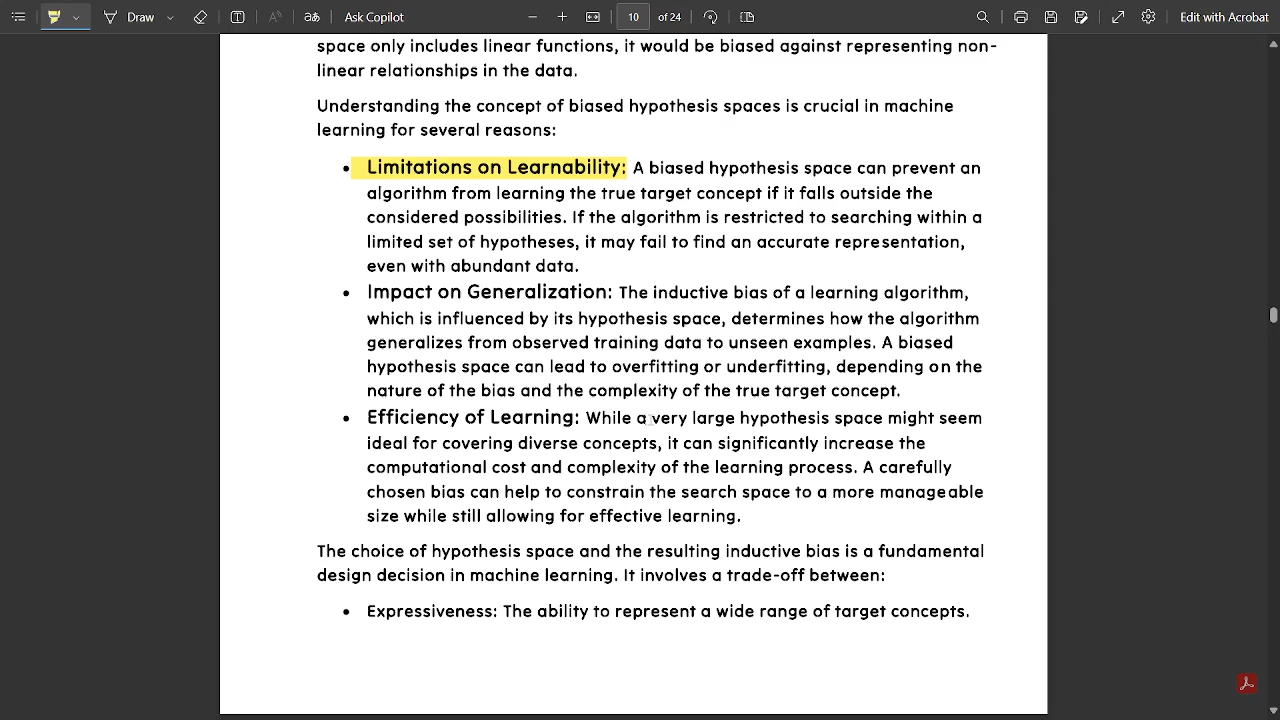 Draw
Ask Copilot
10 of 24
Edit with Acrobat
space only includes linear functions, it would be biased against representing non-
linear relationships in the data.
Understanding the concept of biased hypothesis spaces is crucial in machine
learning for several reasons:
• Limitations on Learnability: A biased hypothesis space can prevent an
algorithm from learning the true target concept if it falls outside the
considered possibilities. If the algorithm is restricted to searching within a
limited set of hypotheses, it may fail to find an accurate representation,
even with abundant data.
• Impact on Generalization: The inductive bias of a learning algorithm,
which is influenced by its hypothesis space, determines how the algorithm
generalizes from observed training data to unseen examples. A biased
hypothesis space can lead to overfitting or underfitting, depending on the
nature of the bias and the complexity of the true target concept.
• Efficiency of Learning: While a very large hypothesis space might seem
ideal for covering diverse concepts, it can significantly increase the
computational cost and complexity of the learning process. A carefully
chosen bias can help to constrain the search space to a more manageable
size while still allowing for effective learning.
The choice of hypothesis space and the resulting inductive bias is a fundamental
design decision in machine learning. It involves a trade-off between:
• Expressiveness: The ability to represent a wide range of target concepts.